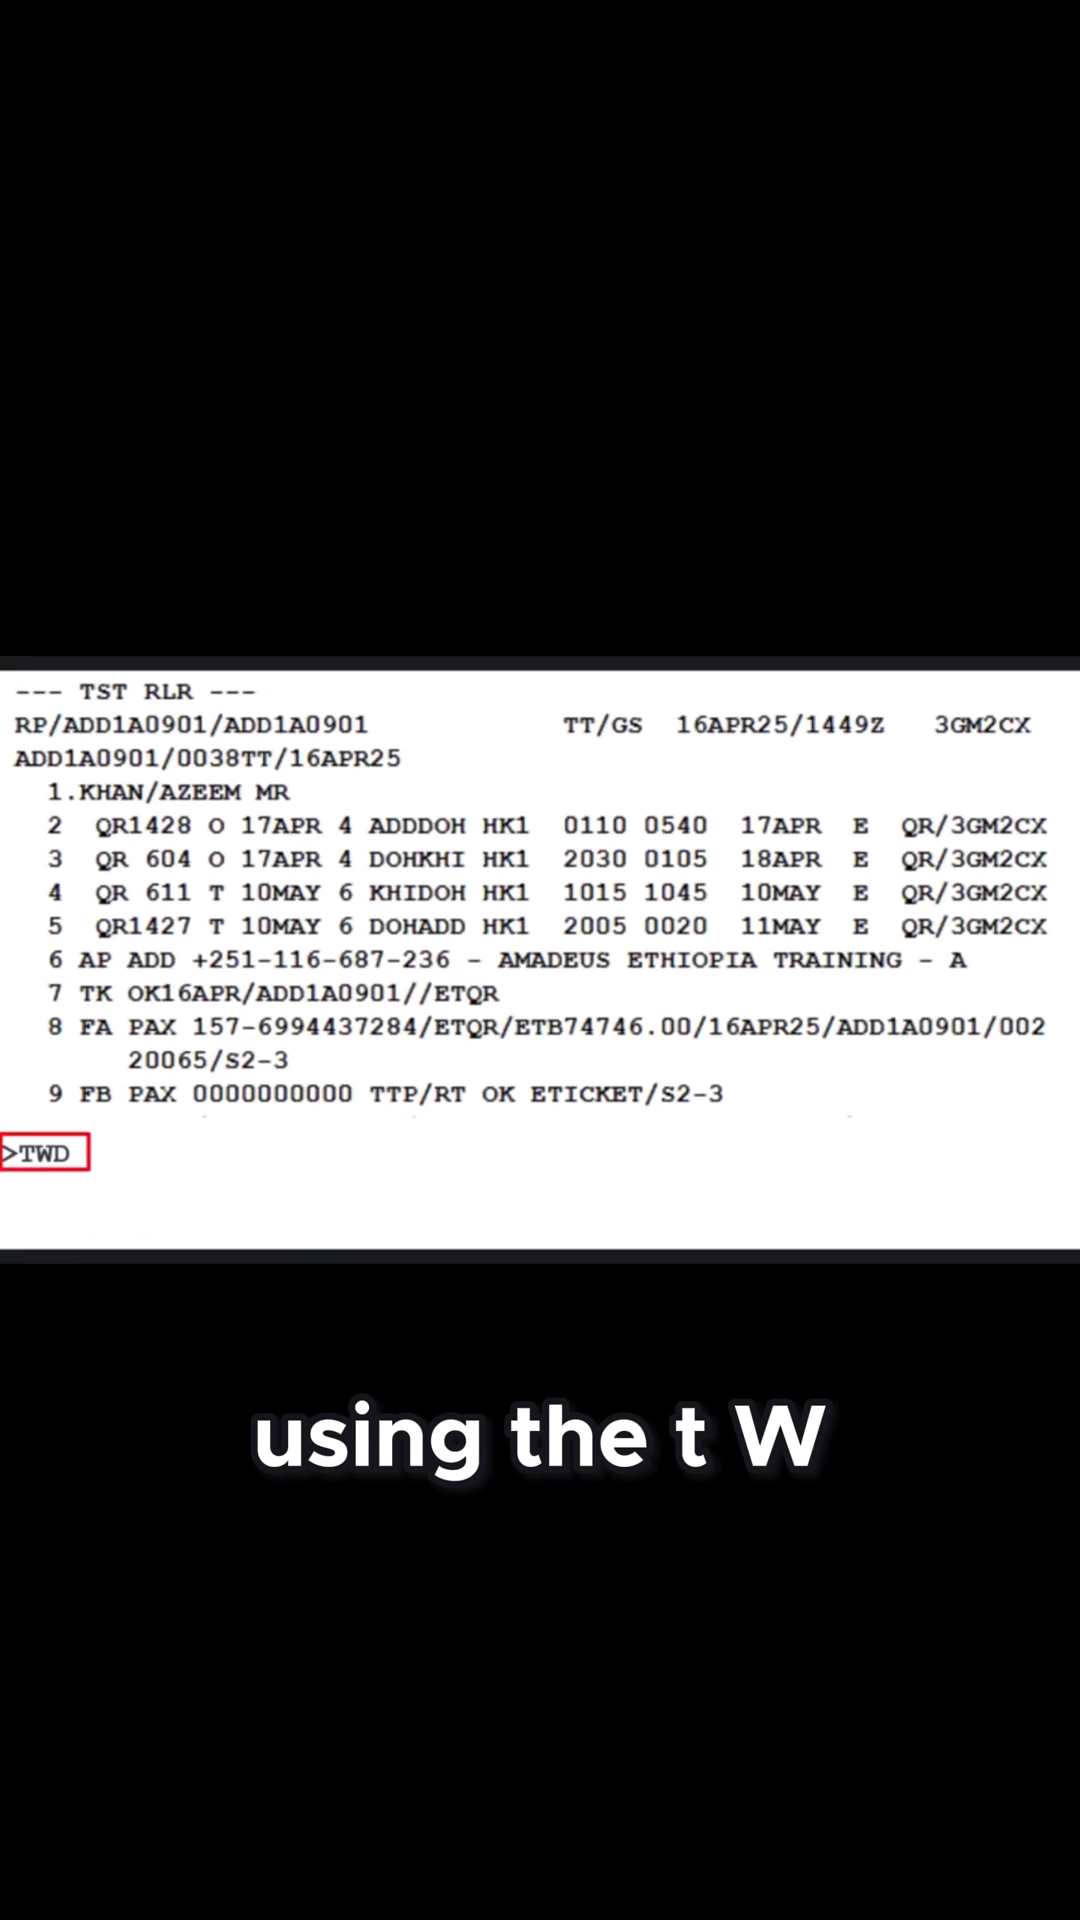 --- TST RLR ---
RP/ADD1A0901/ADD1A0901 TT/GS 16APR25/1449Z 3GM2CX
ADD1A0901/0038TT/16APR25
1.KHAN/AZEEM MR
2 QR1428 O 17APR 4 ADDDOH HK1 0110 0540 17APR E QR/3GM2CX
3 QR 604 O 17APR 4 DOHKHI HK1 2030 0105 18APR E QR/3GM2CX
4 QR 611 T 10MAY 6 KHIDOH HK1 1015 1045 10MAY E QR/3GM2CX
5 QR1427 T 10MAY 6 DOHADD HK1 2005 0020 11MAY E QR/3GM2CX
6 AP ADD +251-116-687-236 - AMADEUS ETHIOPIA TRAINING - A
7 TK OK16APR/ADD1A0901//ETQR
8 FA PAX 157-6994437284/ETQR/ETB74746.00/16APR25/ADD1A0901/002
20065/S2-3
9 FB PAX 0000000000 TTP/RT OK ETICKET/S2-3
>TWD
using the t W